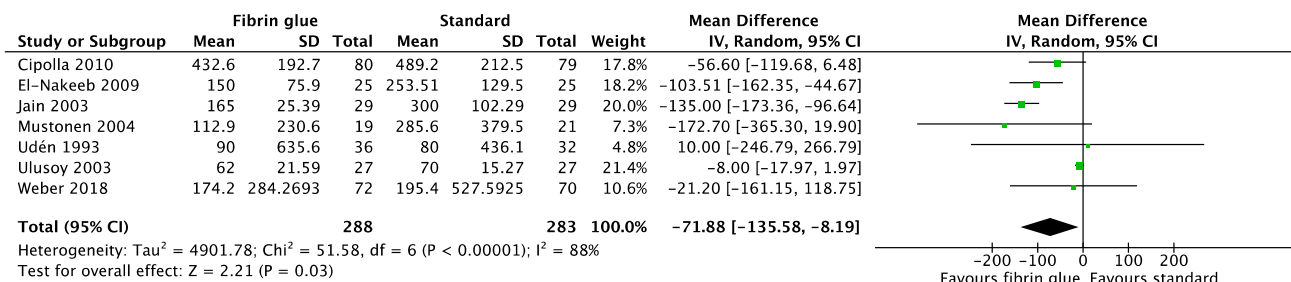 Fibrin glue Standard Mean Difference Mean Difference
Study or Subgroup Mean SD Total Mean SD Total Weight IV, Random, 95% CI IV, Random, 95% CI
Cipolla 2010 432.6 192.7 80 489.2 212.5 79 17.8% −56.60 [−119.68, 6.48]
El-Nakeeb 2009 150 75.9 25 253.51 129.5 25 18.2% −103.51 [−162.35, −44.67]
Jain 2003 165 25.39 29 300 102.29 29 20.0% −135.00 [−173.36, −96.64]
Mustonen 2004 112.9 230.6 19 285.6 379.5 21 7.3% −172.70 [−365.30, 19.90]
Udén 1993 90 635.6 36 80 436.1 32 4.8% 10.00 [−246.79, 266.79]
Ulusoy 2003 62 21.59 27 70 15.27 27 21.4% −8.00 [−17.97, 1.97]
Weber 2018 174.2 284.2693 72 195.4 527.5925 70 10.6% −21.20 [−161.15, 118.75]
Total (95% CI) 288 283 100.0% −71.88 [−135.58, −8.19]
Heterogeneity: Tau² = 4901.78; Chi² = 51.58, df = 6 (P < 0.00001); I² = 88%
Test for overall effect: Z = 2.21 (P = 0.03)
−200 −100 0 100 200
Favours fibrin glue Favours standard